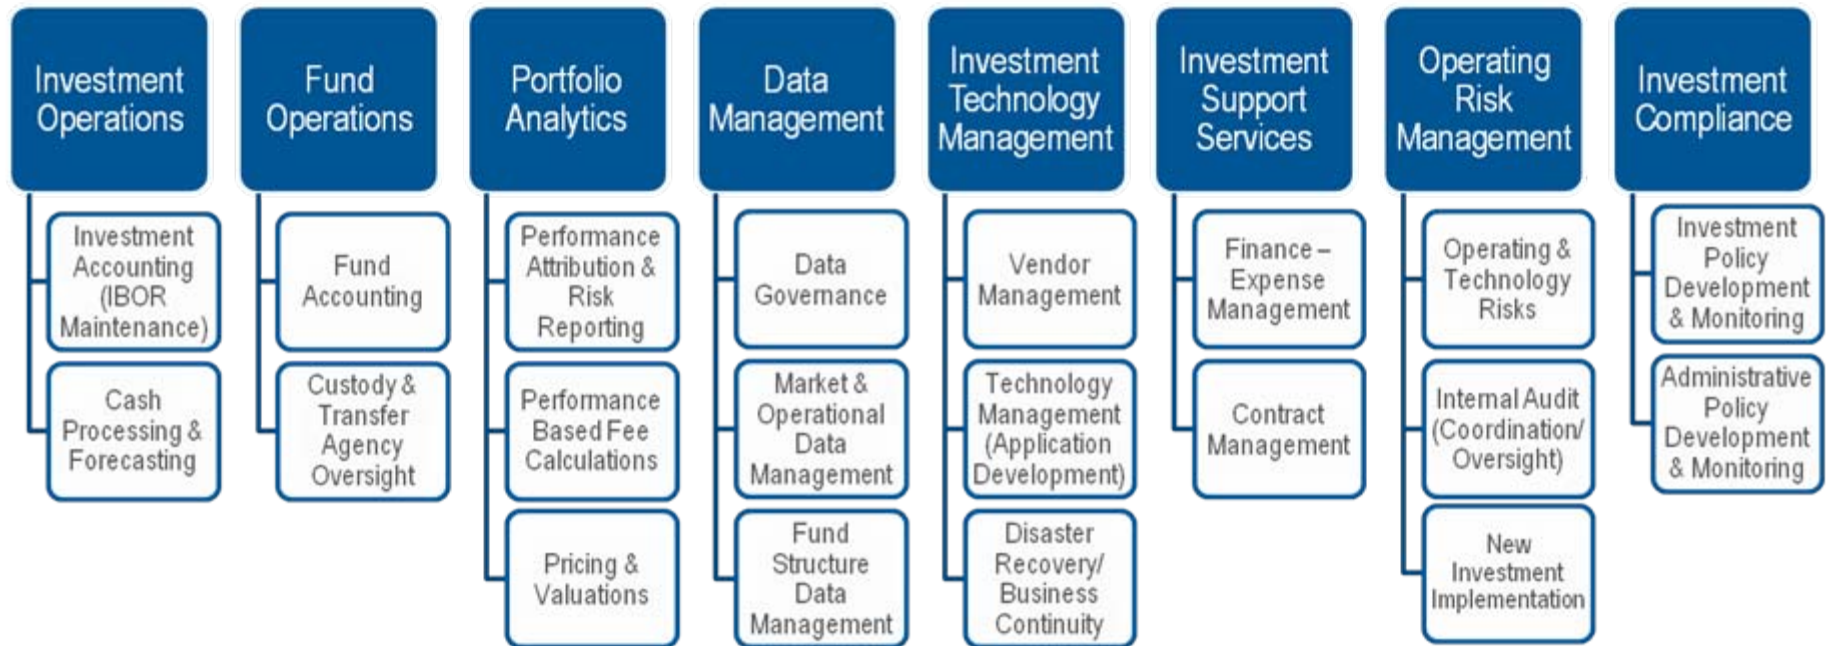 Investment
Operations
Investment
Accounting
(IBOR
Maintenance)
Cash
Processing &
Forecasting
Fund
Operations
Fund
Accounting
Custody &
Transfer
Agency
Oversight
Portfolio
Analytics
Performance
Attribution &
Risk
Reporting
Performance
Based Fee
Calculations
Pricing &
Valuations
Data
Management
Data
Governance
Market &
Operational
Data
Management
Fund
Structure
Data
Management
Investment
Technology
Management
Vendor
Management
Technology
Management
(Application
Development)
Disaster
Recovery/
Business
Continuity
Investment
Support
Services
Finance –
Expense
Management
Contract
Management
Operating
Risk
Management
Operating &
Technology
Risks
Internal Audit
(Coordination/
Oversight)
New
Investment
Implementation
Investment
Compliance
Investment
Policy
Development
& Monitoring
Administrative
Policy
Development
& Monitoring